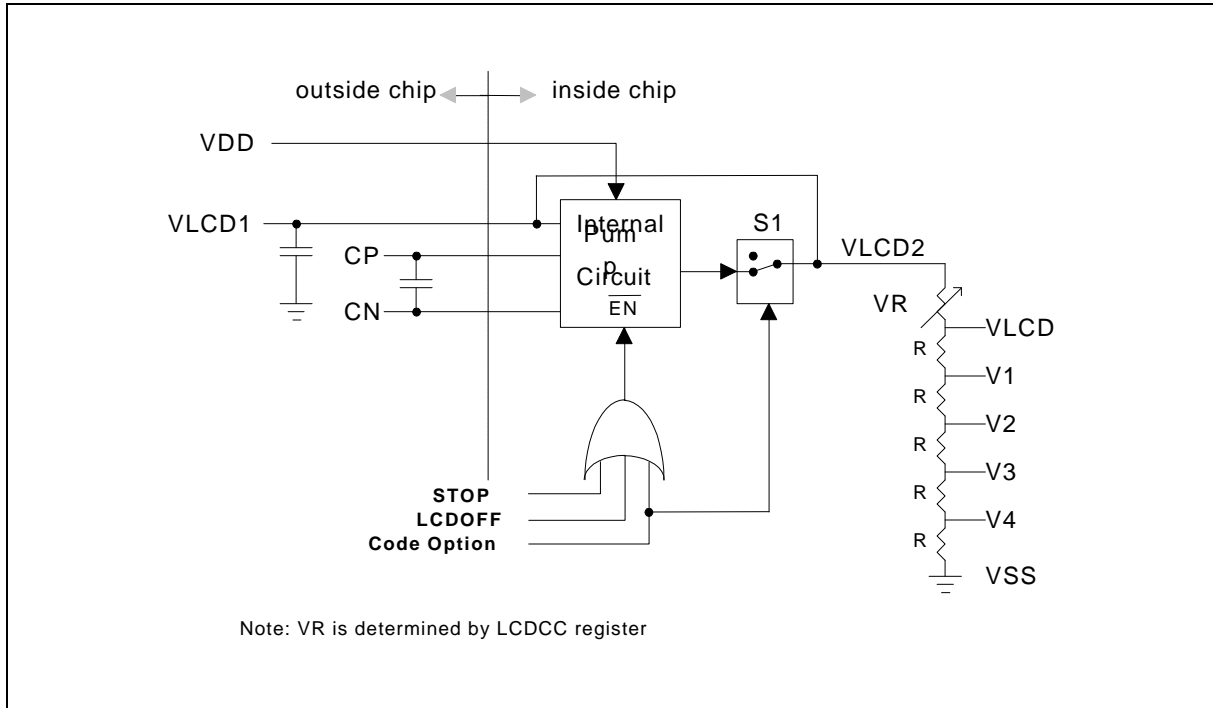 outside chip
inside chip
VDD
VLCD1
CP
CN
Internal
Pum
p
Circuit
EN
S1
VLCD2
VR
VLCD
R
V1
R
V2
R
V3
R
V4
R
VSS
STOP
LCDOFF
Code Option
Note: VR is determined by LCDCC register